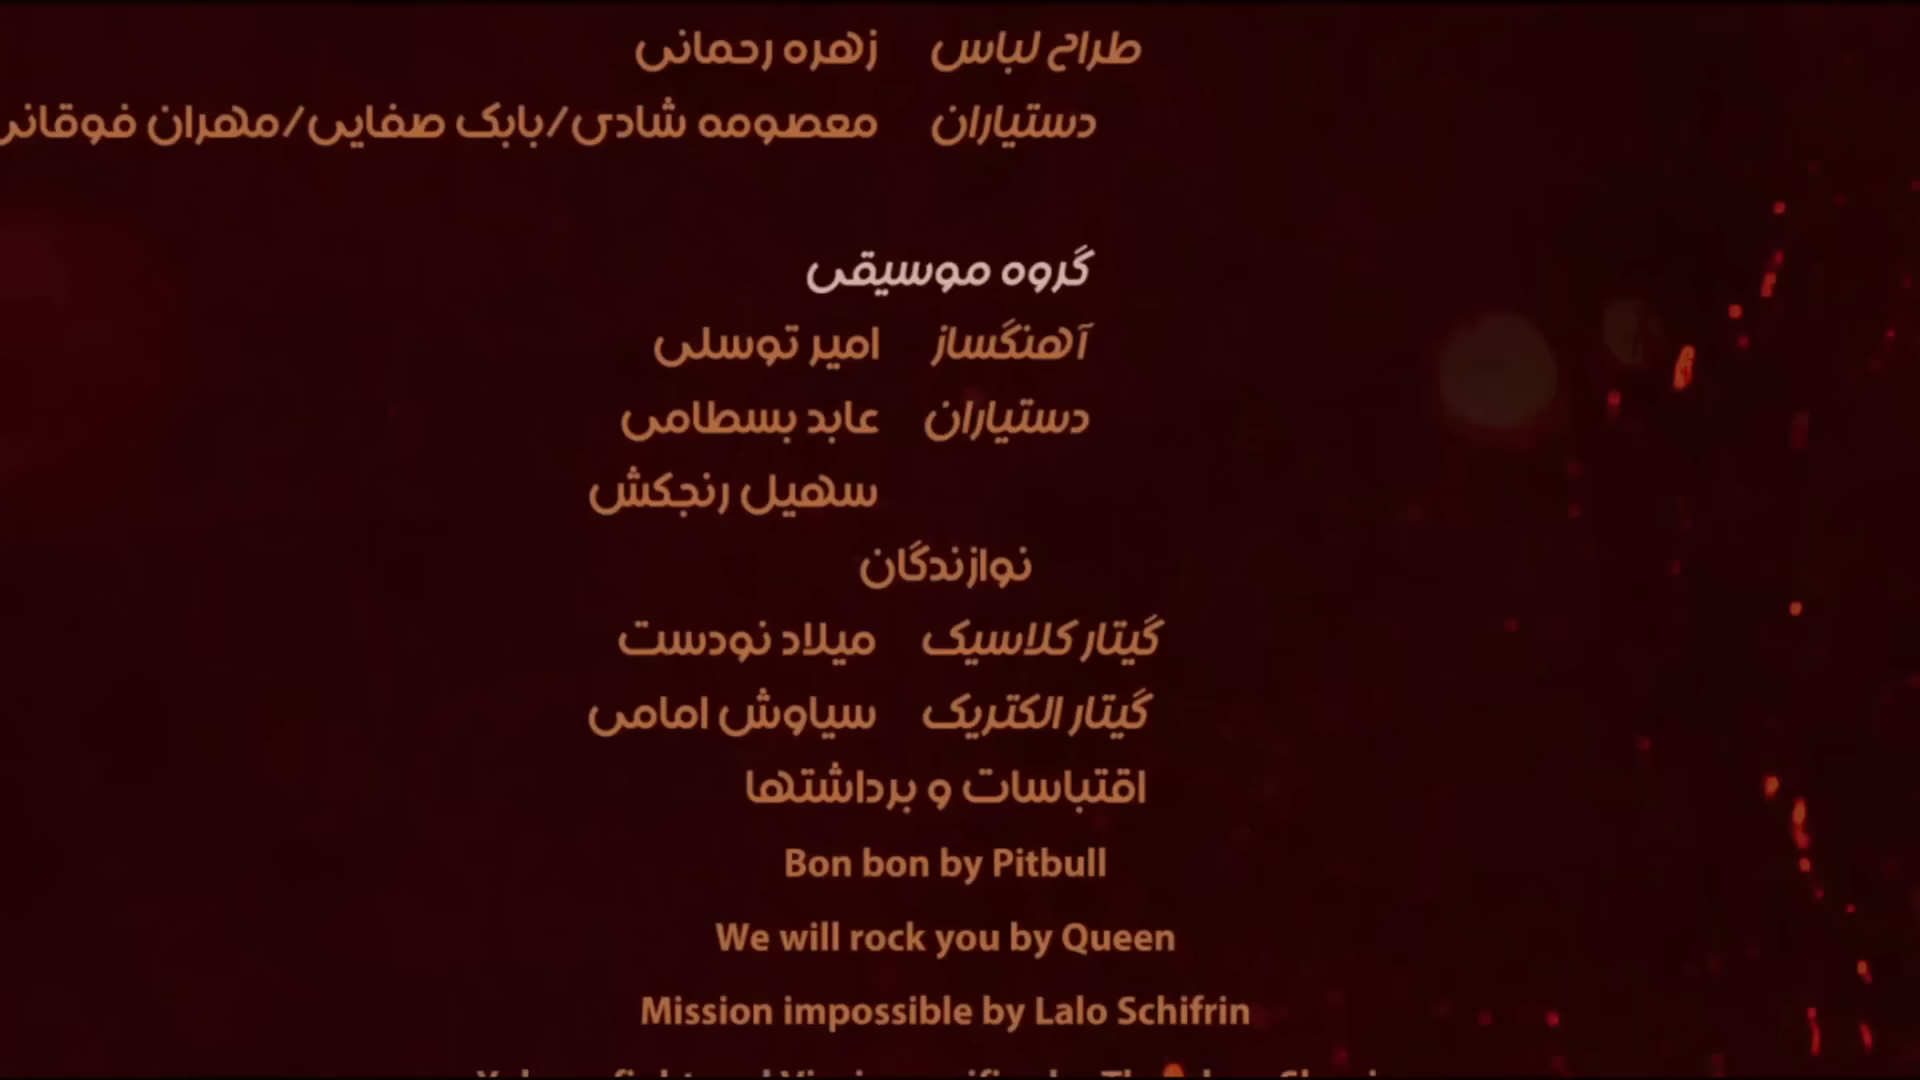 طراح لباس زهره رحمانی
دستیاران معصومه شادی/بابک صفایی/مهران فوقانی
گروه موسیقی
آهنگساز امیر توسلی
دستیاران عابد بسطامی
سهیل رنجکش
نوازندگان
گیتار کلاسیک میلاد نودست
گیتار الکتریک سیاوش امامی
اقتباسات و برداشتها
Bon bon by Pitbull
We will rock you by Queen
Mission impossible by Lalo Schifrin